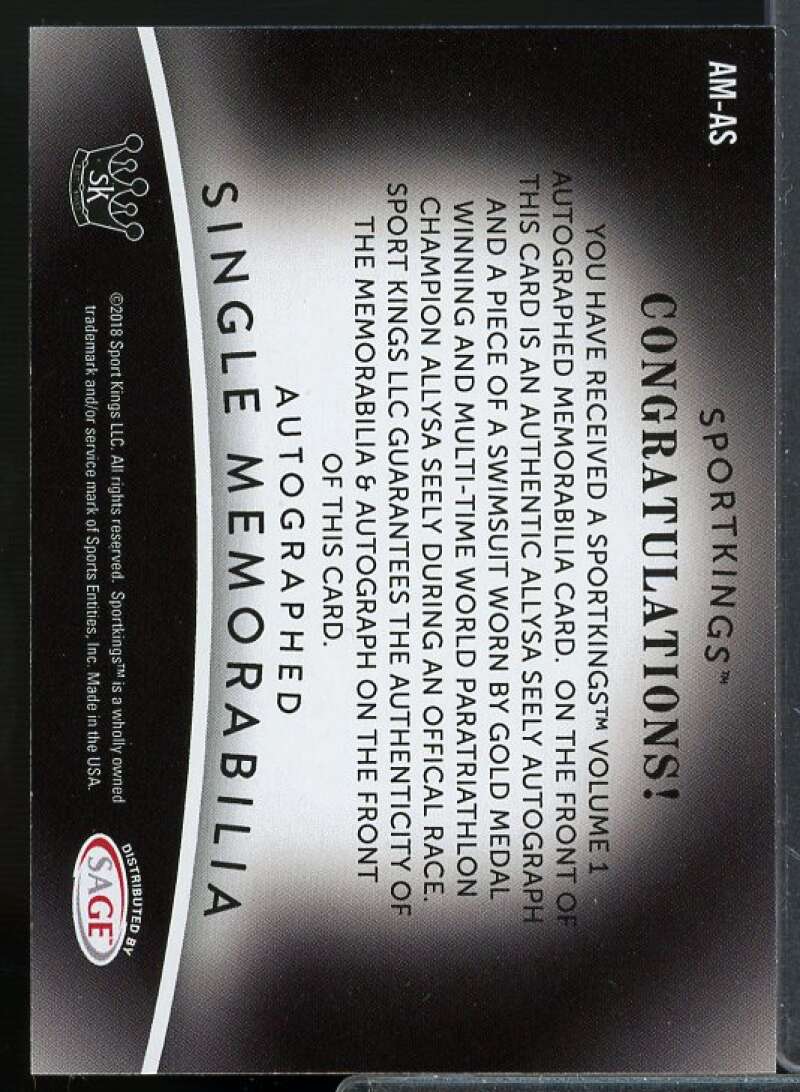 AM-AS
SPORTKINGS™
CONGRATULATIONS!
YOU HAVE RECEIVED A SPORTKINGS™ VOLUME 1
AUTOGRAPHED MEMORABILIA CARD. ON THE FRONT OF
THIS CARD IS AN AUTHENTIC ALLYSA SEELY AUTOGRAPH
AND A PIECE OF A SWIMSUIT WORN BY GOLD MEDAL
WINNING AND MULTI-TIME WORLD PARATRIATHLON
CHAMPION ALLYSA SEELY DURING AN OFFICAL RACE.
SPORT KINGS LLC GUARANTEES THE AUTHENTICITY OF
THE MEMORABILIA & AUTOGRAPH ON THE FRONT
OF THIS CARD.
AUTOGRAPHED
SINGLE MEMORABILIA
SK
©2018 Sport Kings LLC. All rights reserved. Sportkings™ is a wholly owned
trademark and/or service mark of Sports Entities, Inc. Made in the USA.
DISTRIBUTED BY
SAGE